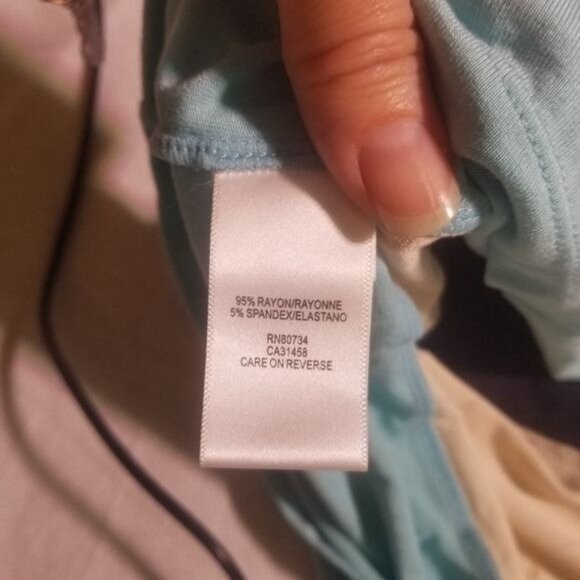 95% RAYON/RAYONNE
5% SPANDEX/ELASTANO
RN80734
CA31458
CARE ON REVERSE